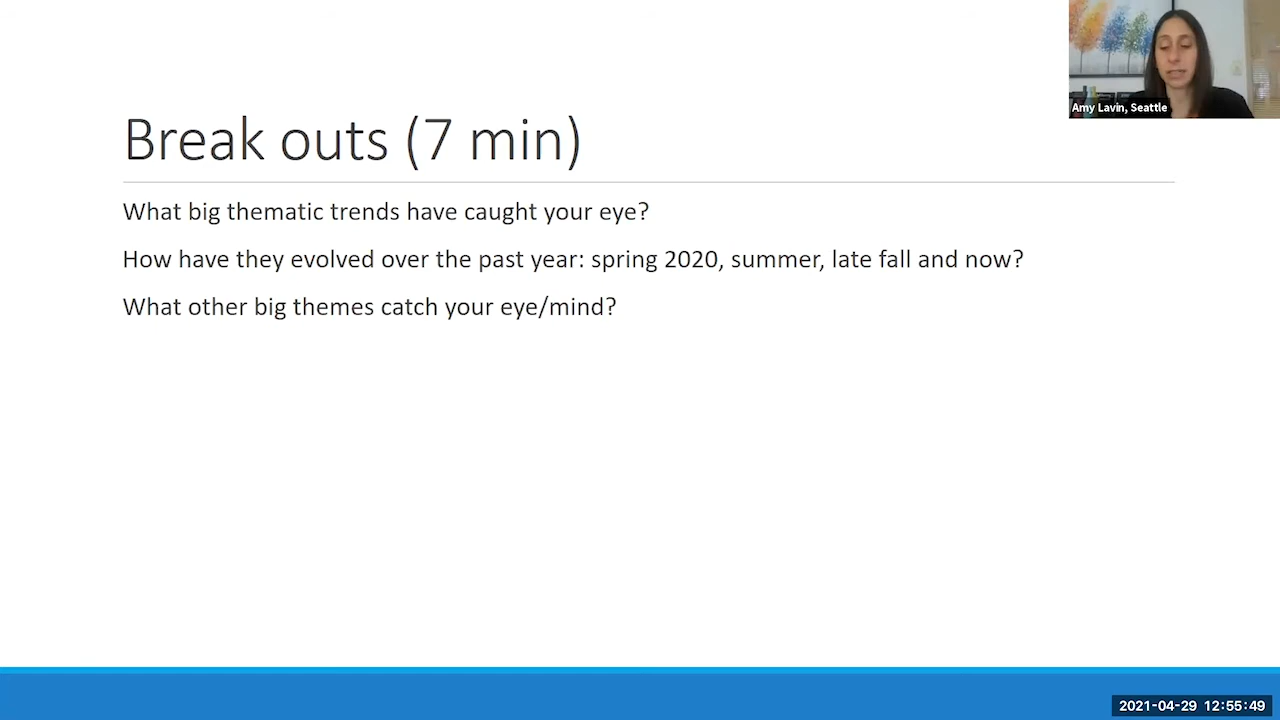 Amy Lavin, Seattle
Break outs (7 min)
What big thematic trends have caught your eye?
How have they evolved over the past year: spring 2020, summer, late fall and now?
What other big themes catch your eye/mind?
2021-04-29 12:55:49